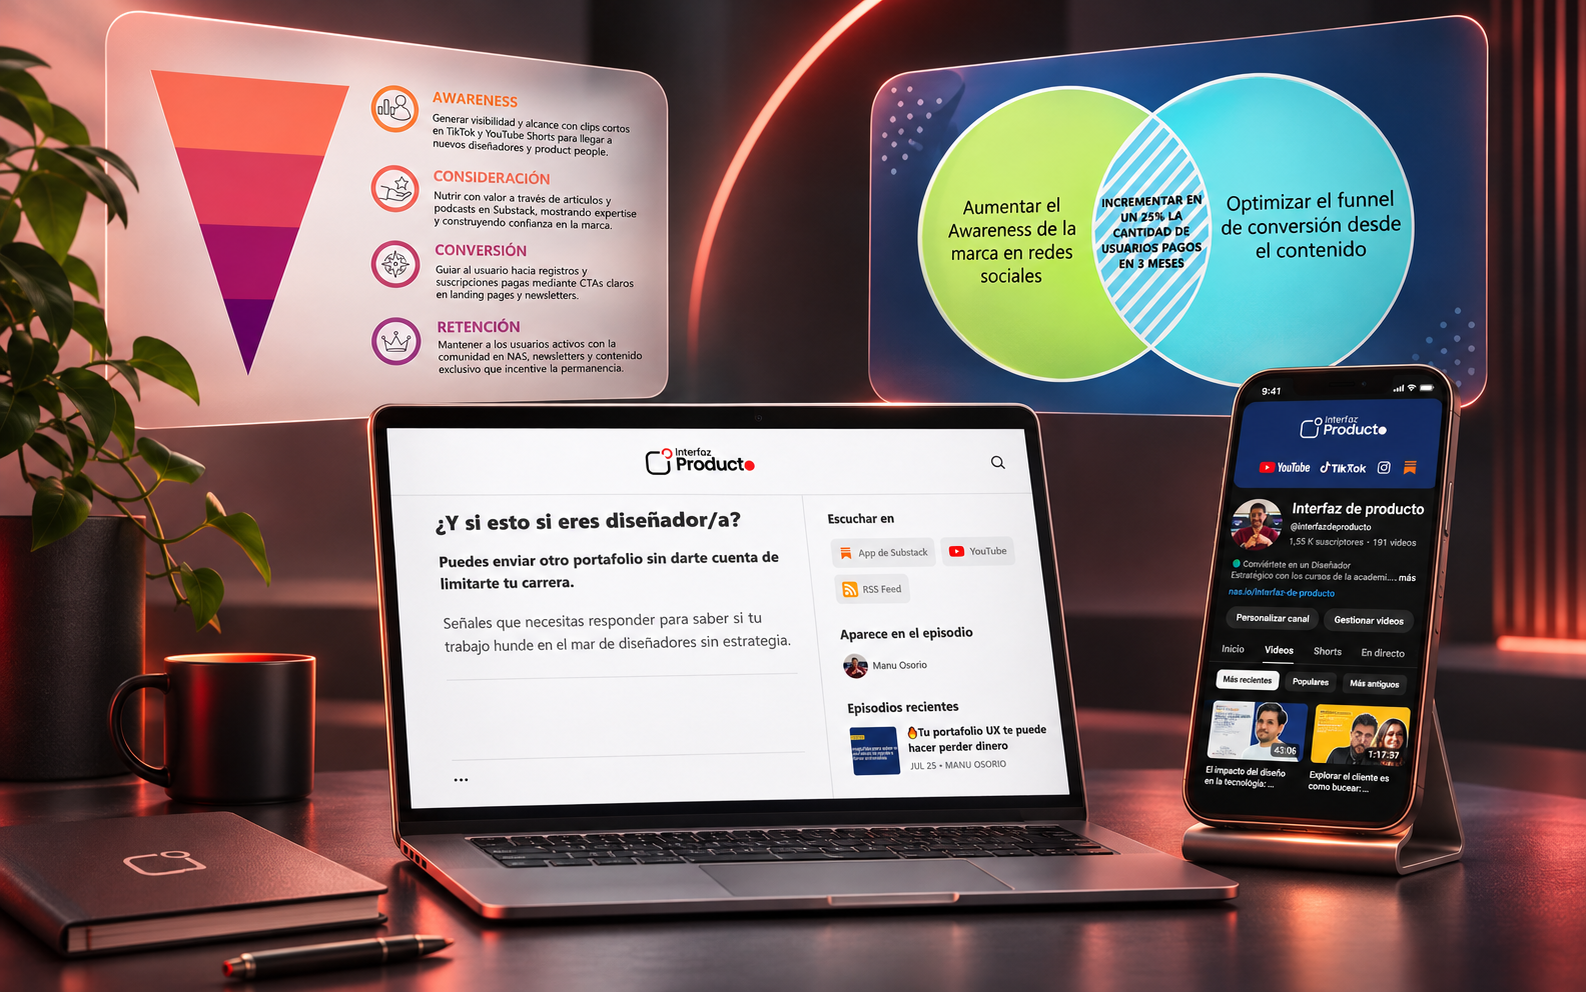 AWARENESS
Generar visibilidad y alcance con clips cortos
en TikTok y YouTube Shorts para llegar a
nuevos diseñadores y product people.
CONSIDERACIÓN
Nutrir con valor a través de articulos y
podcasts en Substack, mostrando expertise
y construyendo confianza en la marca.
CONVERSIÓN
Guiar al usuario hacia registros y
suscripciones pagas mediante CTAs claros
en landing pages y newsletters.
RETENCIÓN
Mantener a los usuarios activos con la
comunidad en NAS, newsletters y contenido
exclusivo que incentive la permanencia.
Aumentar el
Awareness de la
marca en redes
sociales
INCREMENTAR EN
UN 25% LA
CANTIDAD DE
USUARIOS PAGOS
EN 3 MESES
Optimizar el funnel
de conversión desde
el contenido
Interfaz
Producto
¿Y si esto si eres diseñador/a?
Puedes enviar otro portafolio sin darte cuenta de
limitarte tu carrera.
Señales que necesitas responder para saber si tu
trabajo hunde en el mar de diseñadores sin estrategia.
...
Escuchar en
App de Substack
YouTube
RSS Feed
Aparece en el episodio
Manu Osorio
Episodios recientes
🔥Tu portafolio UX te puede
hacer perder dinero
JUL 25 • MANU OSORIO
9:41
Interfaz
Producto
YouTube TikTok
Interfaz de producto
@interfazdeproducto
1,55 K suscriptores · 191 videos
Conviértete en un Diseñador
Estratégico con los cursos de la academi... más
nas.io/interfaz-de-producto
Personalizar canal
Gestionar videos
Inicio Videos Shorts En directo
Más recientes Populares Más antiguos
43:06
1:17:37
El impacto del diseño
en la tecnología: ...
Explorar el cliente es
como bucear: ...